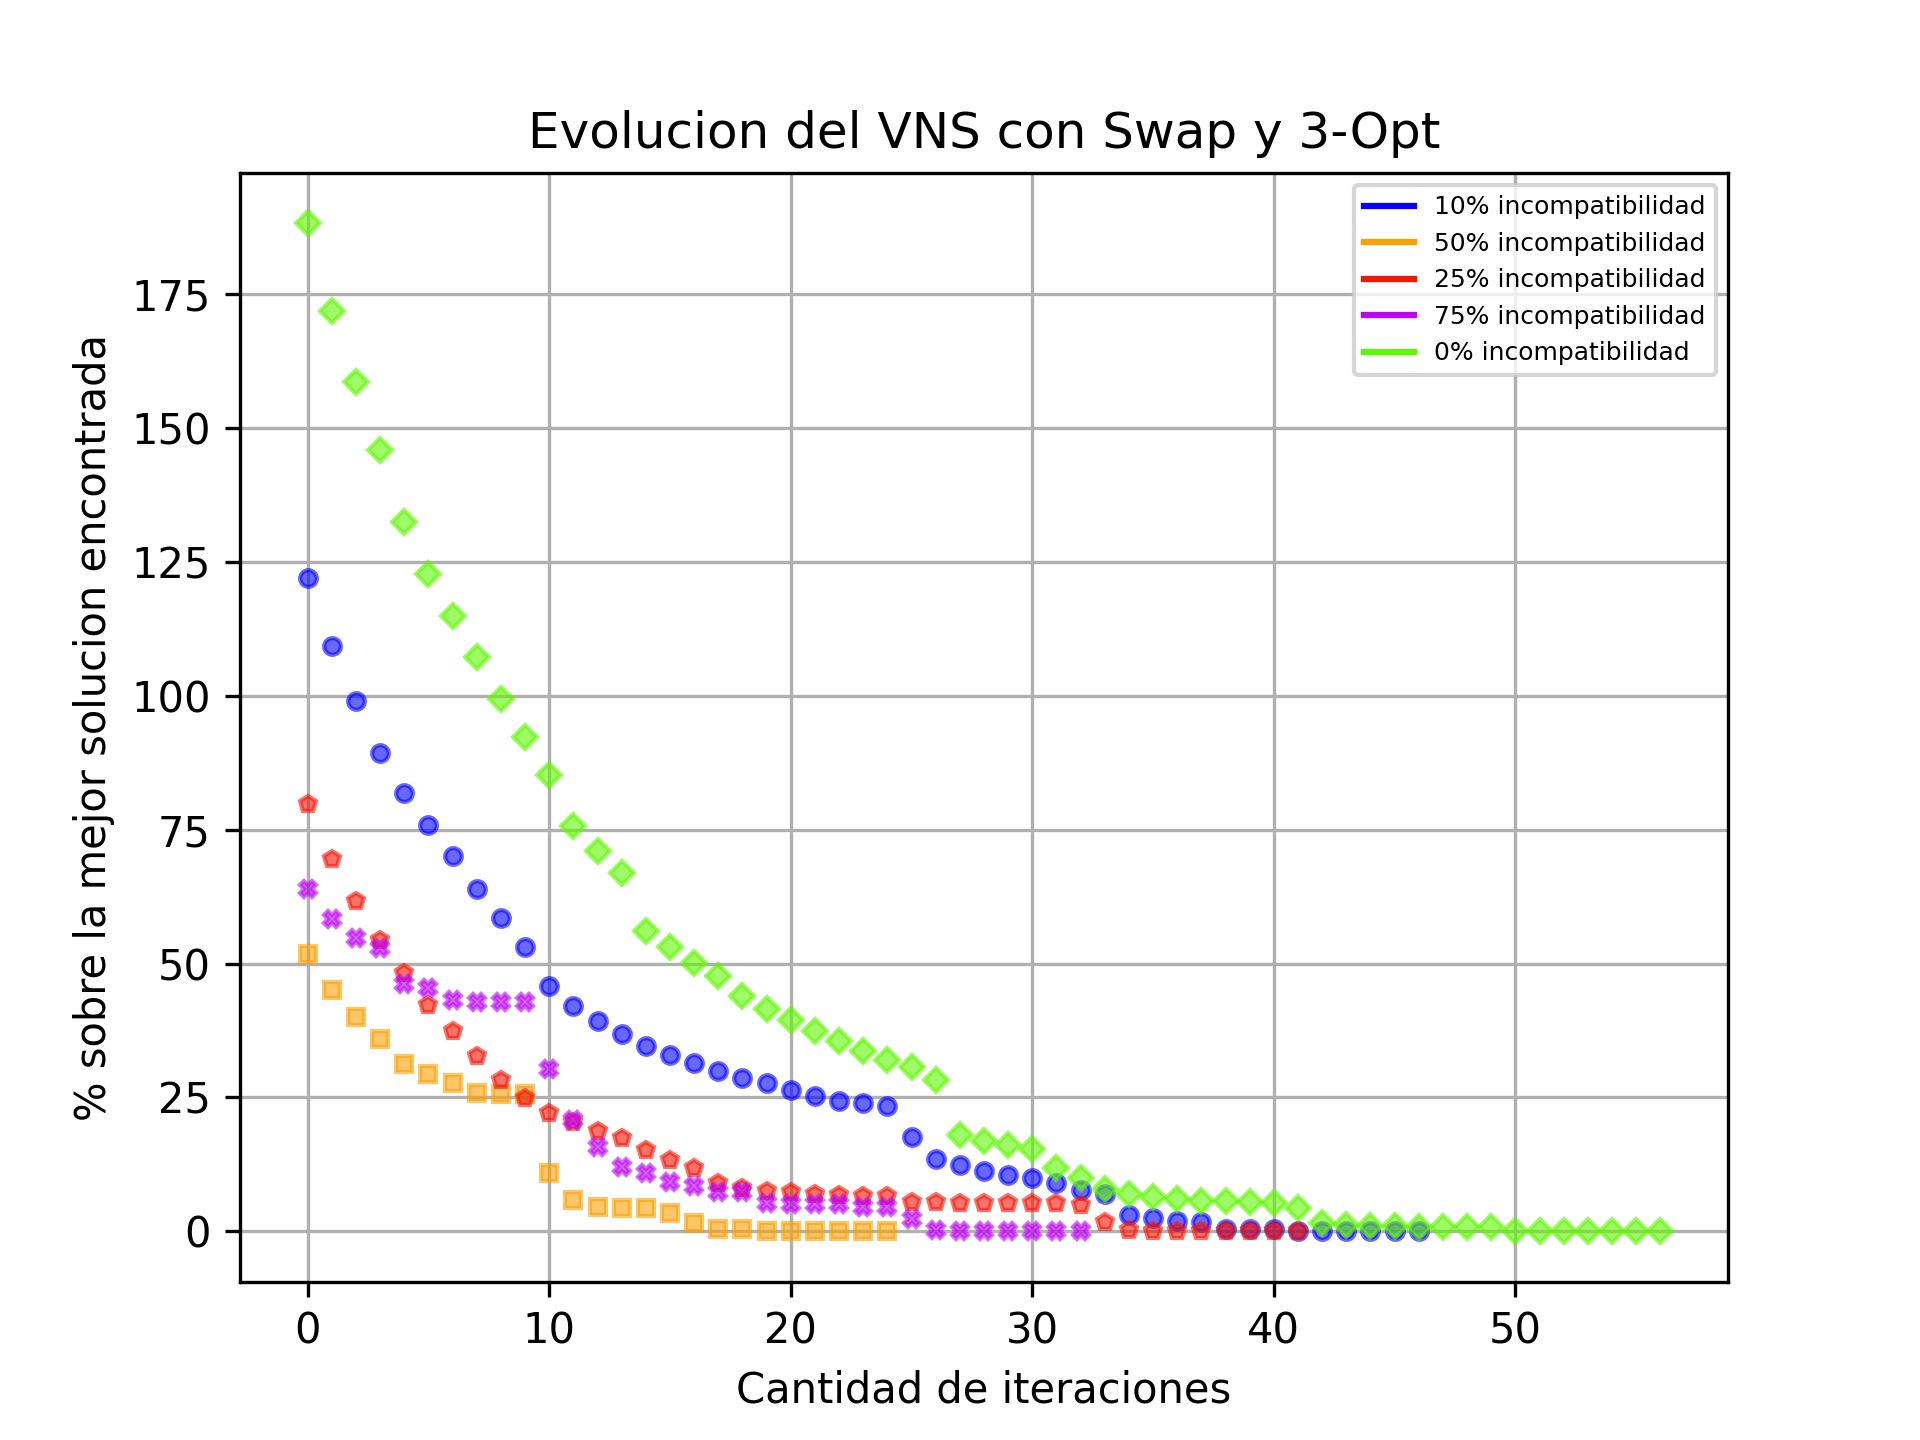 Evolucion del VNS con Swap y 3-Opt
10% incompatibilidad
50% incompatibilidad
25% incompatibilidad
75% incompatibilidad
0% incompatibilidad
% sobre la mejor solucion encontrada
175
150
125
100
75
50
25
0
0 10 20 30 40 50
Cantidad de iteraciones